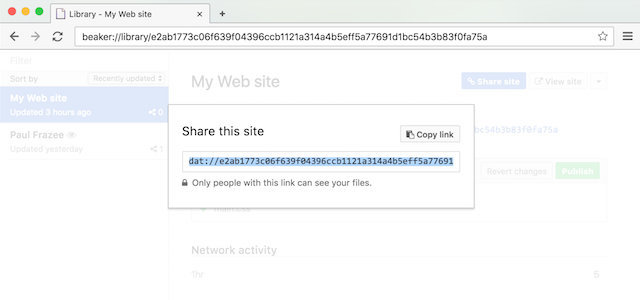 Library - My Web site
beaker://library/e2ab1773c06f639f04396ccb1121a314a4b5eff5a77691d1bc54b3b83f0fa75a
Filter
Sort by
Recently updated
My Web site
Updated 3 hours ago
0
Paul Frazee
Updated yesterday
1
My Web site
Share site
View site
Share this site
Copy link
dat://e2ab1773c06f639f04396ccb1121a314a4b5eff5a77691
Only people with this link can see your files.
bc54b3b83f0fa75a
Revert changes
Publish
Network activity
1hr
5